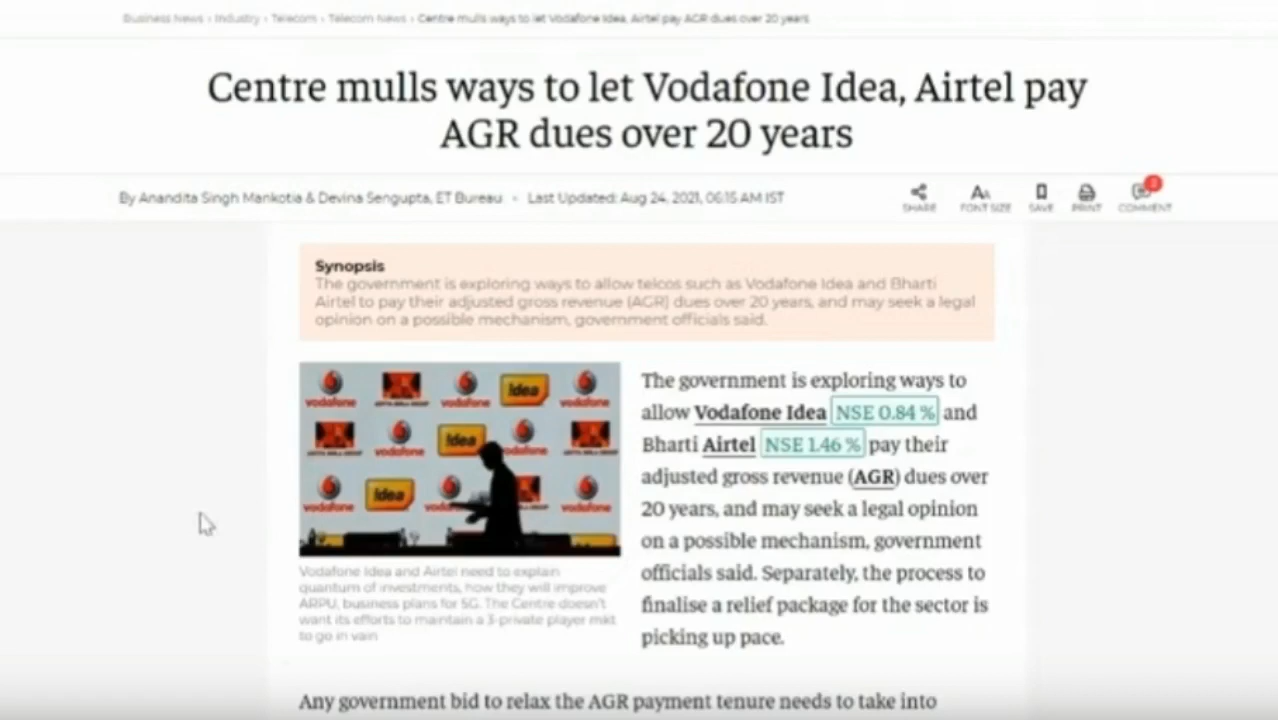 Business News › Industry › Telecom › Telecom News › Centre mulls ways to let Vodafone Idea, Airtel pay AGR dues over 20 years
Centre mulls ways to let Vodafone Idea, Airtel pay
AGR dues over 20 years
By Anandita Singh Mankotia & Devina Sengupta, ET Bureau • Last Updated: Aug 24, 2021, 06:15 AM IST
SHARE FONT SIZE SAVE PRINT COMMENT
Synopsis
The government is exploring ways to allow telcos such as Vodafone Idea and Bharti
Airtel to pay their adjusted gross revenue (AGR) dues over 20 years, and may seek a legal
opinion on a possible mechanism, government officials said.
vodafone vodafone Idea vodafone
vodafone Idea vodafone
vodafone Idea vodafone
Vodafone Idea and Airtel need to explain
quantum of investments, how they will improve
ARPU, business plans for 5G. The Centre doesn't
want its efforts to maintain a 3-private player mkt
to go in vain
The government is exploring ways to
allow Vodafone Idea NSE 0.84 % and
Bharti Airtel NSE 1.46 % pay their
adjusted gross revenue (AGR) dues over
20 years, and may seek a legal opinion
on a possible mechanism, government
officials said. Separately, the process to
finalise a relief package for the sector is
picking up pace.
Any government bid to relax the AGR payment tenure needs to take into